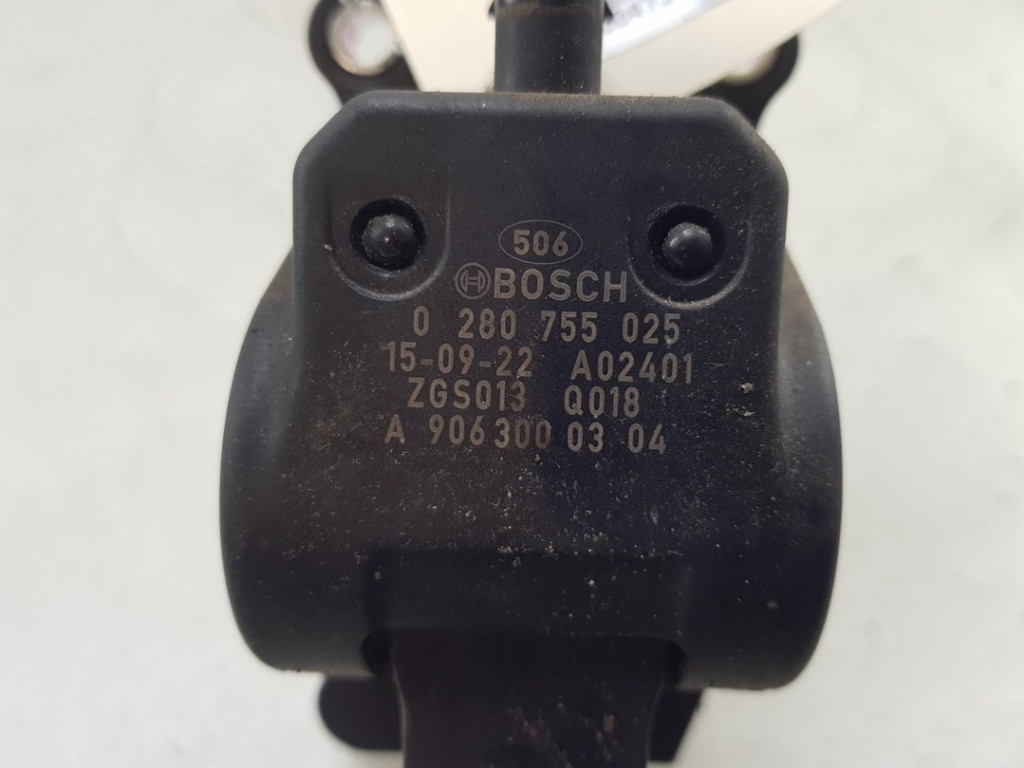 506
BOSCH
0 280 755 025
15-09-22 A02401
ZGS013 Q018
A 906 300 03 04